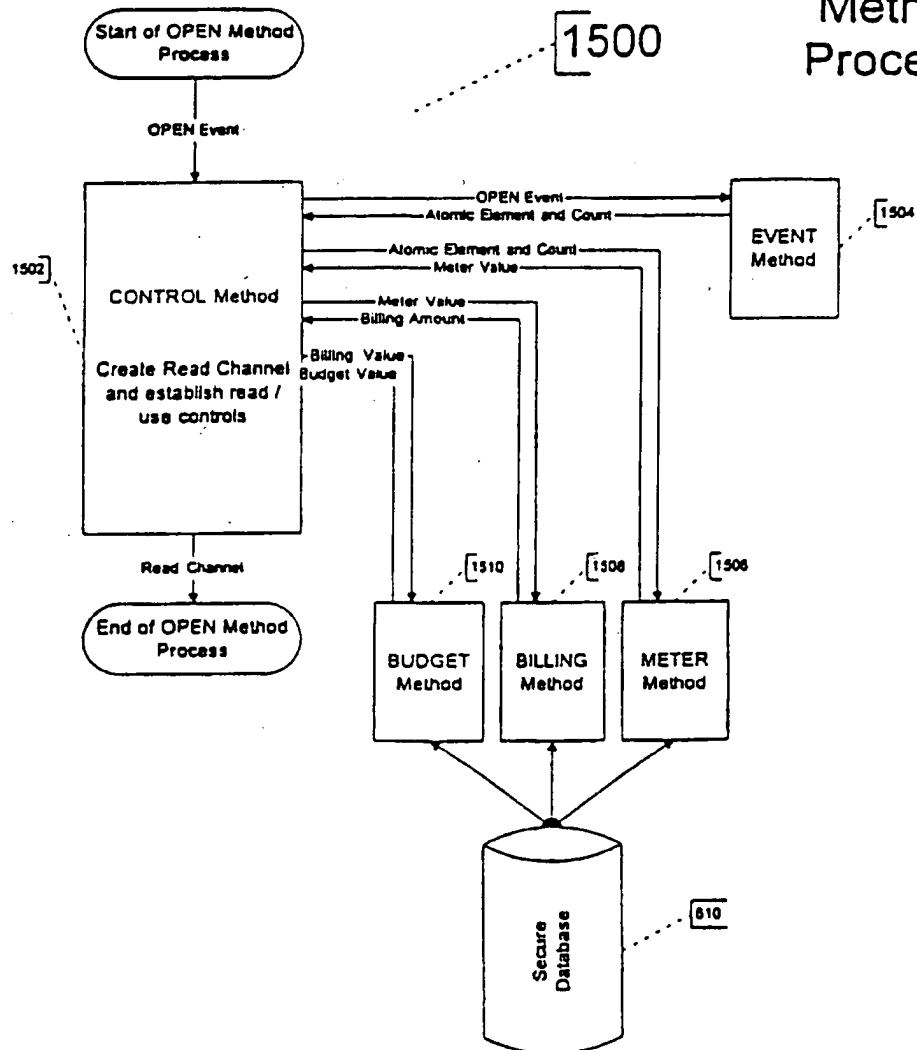 Start of OPEN Method
Process
1500
Meth
Proce
OPEN Event
OPEN Event
Atomic Element and Count
EVENT
Method
1504
1502
Atomic Element and Count
Meter Value
CONTROL Method
Meter Value
Billing Amount
Create Read Channel
and establish read /
use controls
Billing Value
Budget Value
Read Channel
1510
1508
1506
End of OPEN Method
Process
BUDGET
Method
BILLING
Method
METER
Method
Secure
Database
610